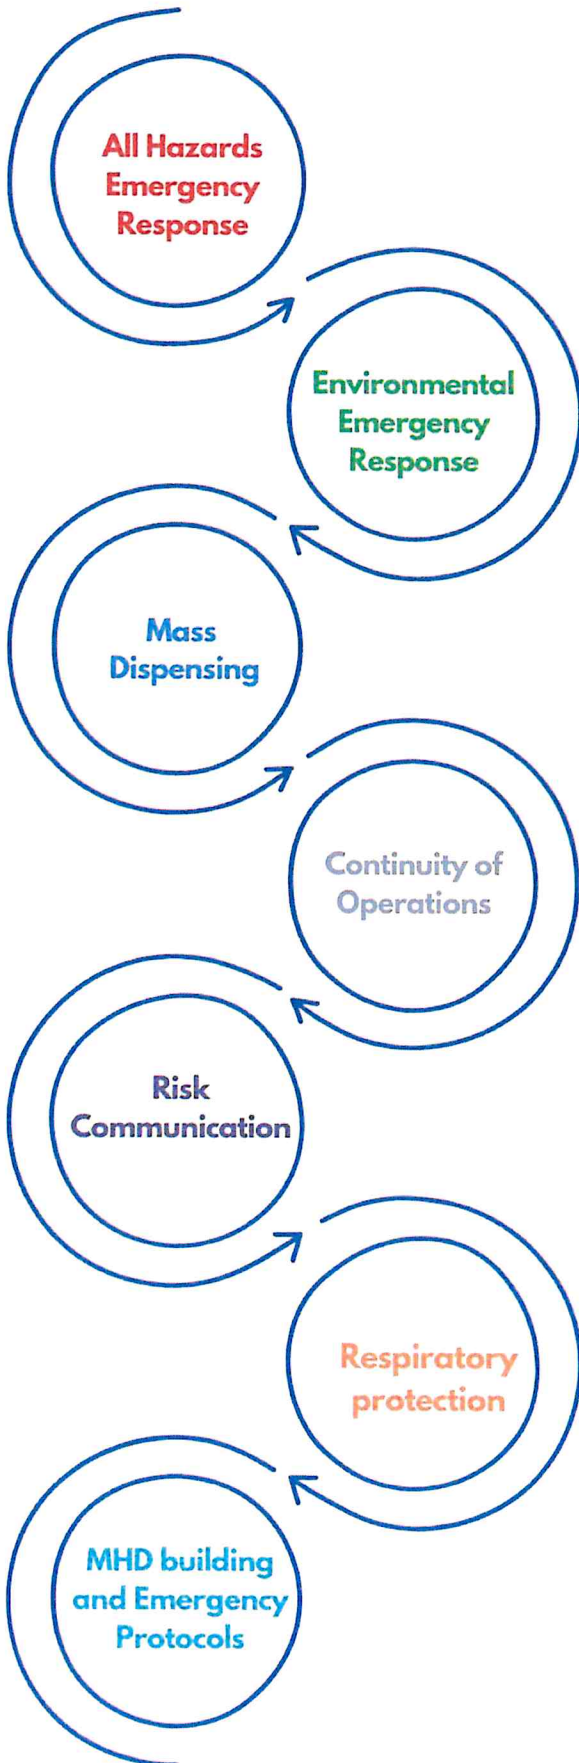 All Hazards
Emergency
Response
Environmental
Emergency
Response
Mass
Dispensing
Continuity of
Operations
Risk
Communication
Respiratory
protection
MHD building
and Emergency
Protocols